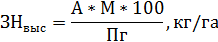 ЗНвыс = А * М * 100 / Пг, кг/га